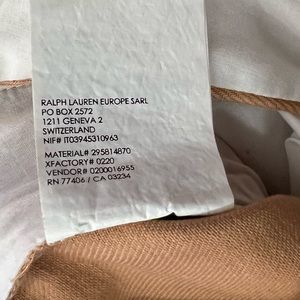 RALPH LAUREN EUROPE SARL
PO BOX 2572
1211 GENEVA 2
SWITZERLAND
NIF# IT03945310963
MATERIAL# 295814870
XFACTORY# 0220
VENDOR# 0200016955
RN 77406 / CA 03234